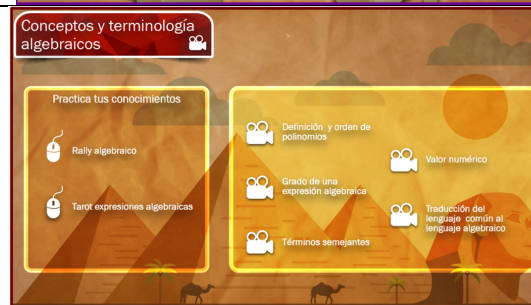 Conceptos y terminología
algebraicos
Practica tus conocimientos
Rally algebraico
Tarot expresiones algebraicas
Definición y orden de
polinomios
Grado de una
expresión algebraica
Términos semejantes
Valor numérico
Traducción del
lenguaje común al
lenguaje algebraico